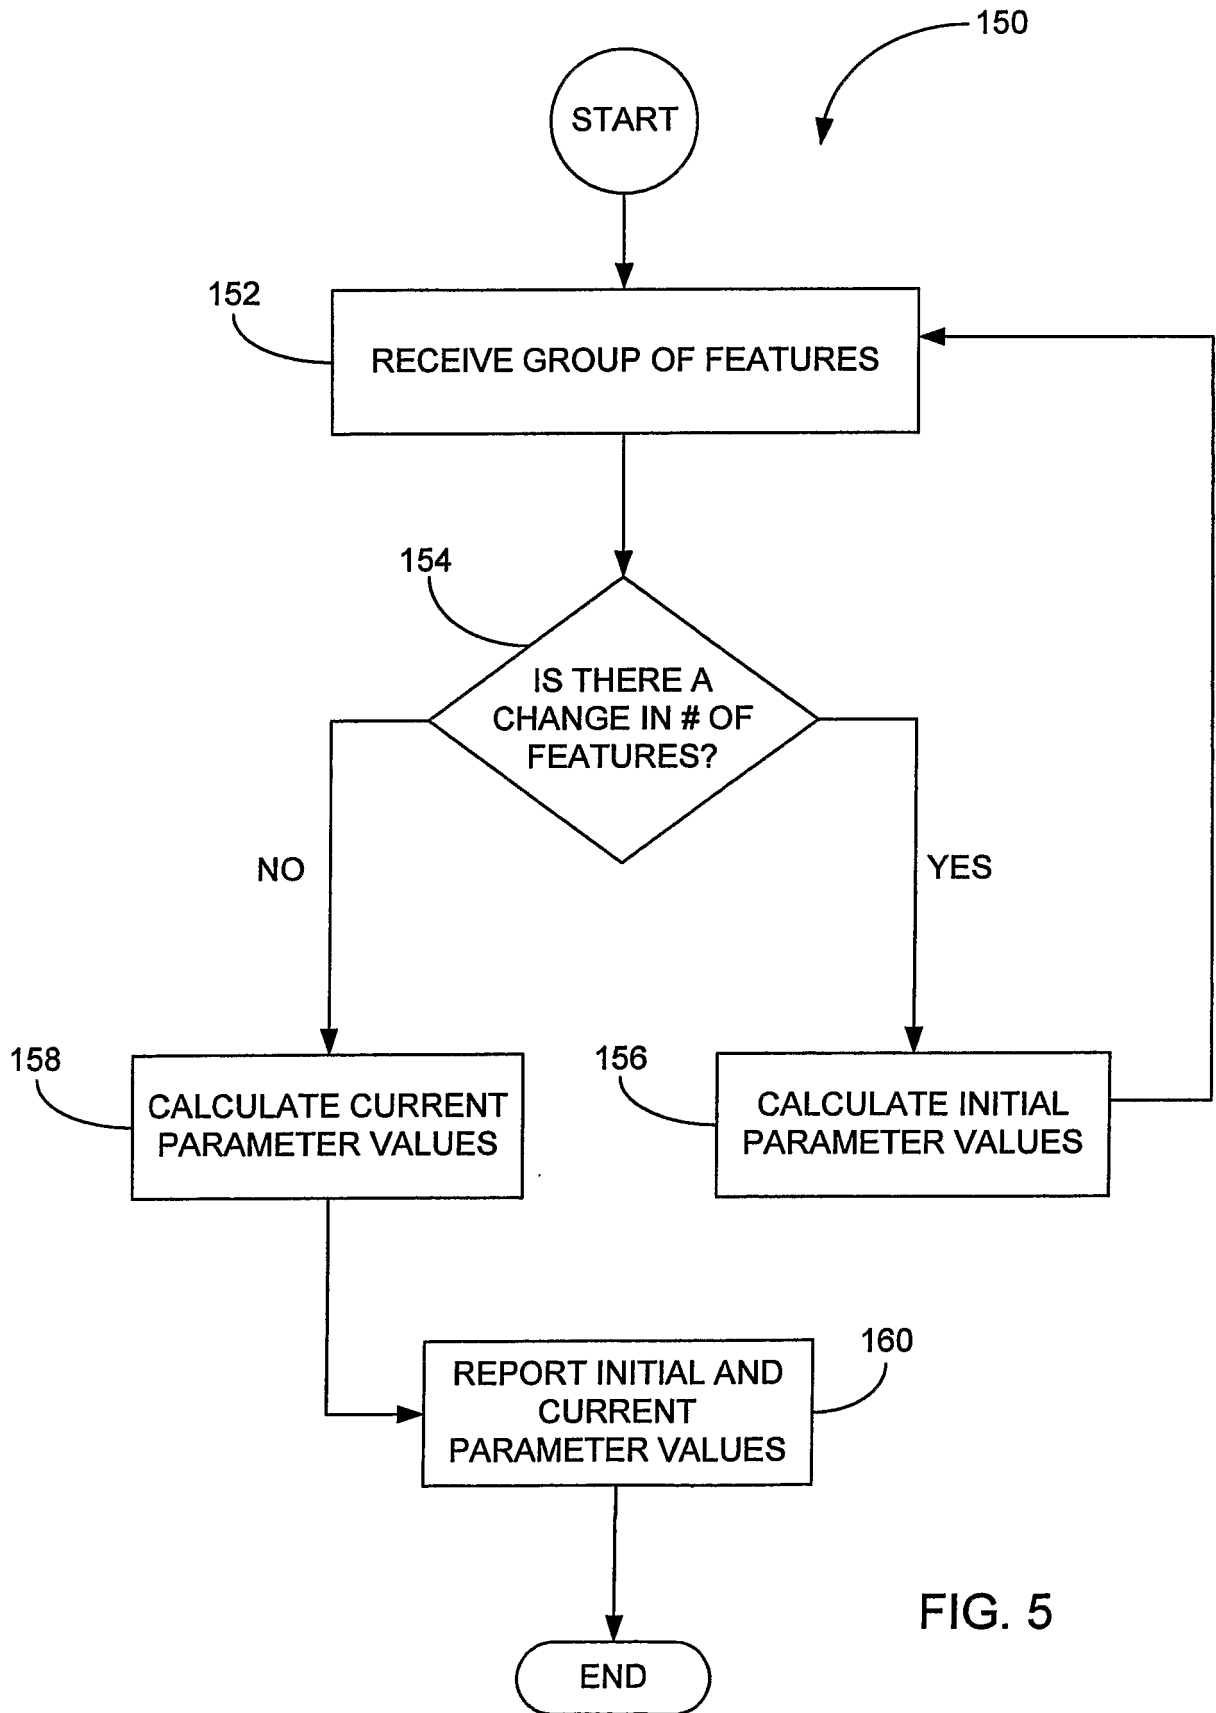 150
START
152
RECEIVE GROUP OF FEATURES
154
IS THERE A
CHANGE IN # OF
FEATURES?
NO
YES
158
CALCULATE CURRENT
PARAMETER VALUES
156
CALCULATE INITIAL
PARAMETER VALUES
160
REPORT INITIAL AND
CURRENT
PARAMETER VALUES
FIG. 5
END